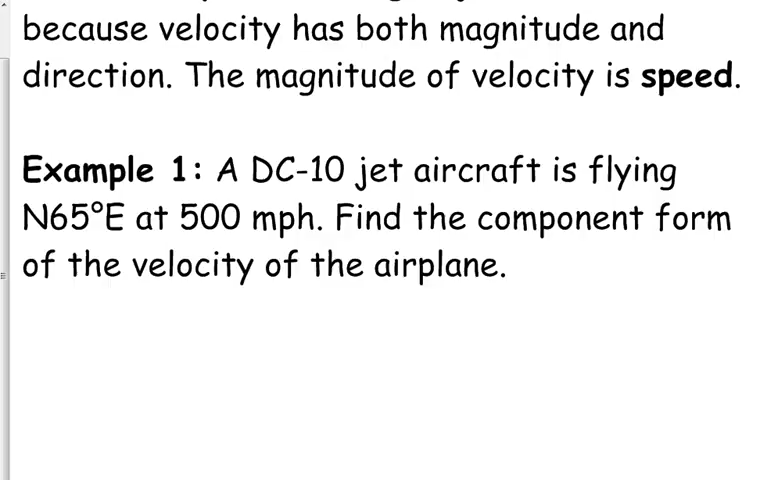 because velocity has both magnitude and
direction. The magnitude of velocity is speed.
Example 1: A DC-10 jet aircraft is flying
N65°E at 500 mph. Find the component form
of the velocity of the airplane.